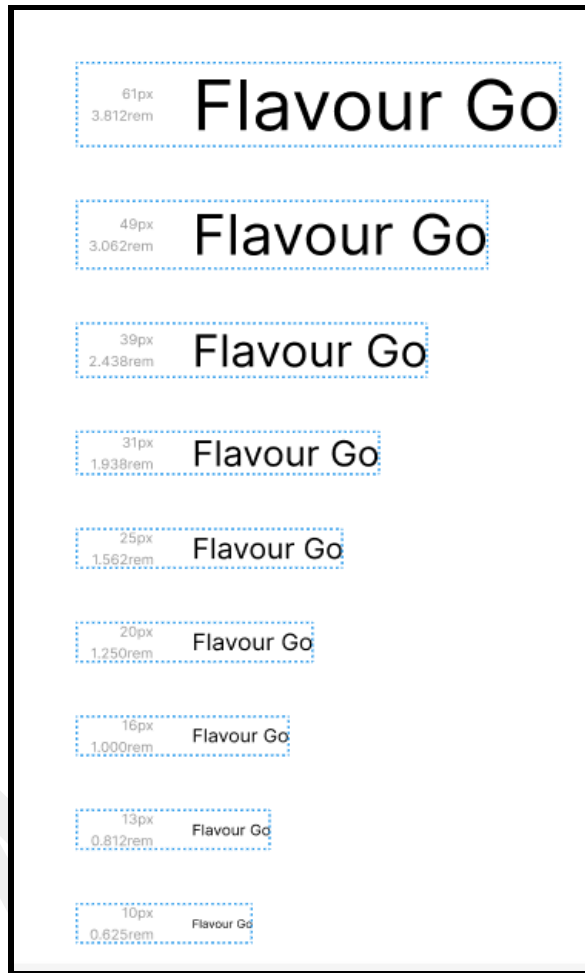 61px
3.812rem
Flavour Go
49px
3.062rem
Flavour Go
39px
2.438rem
Flavour Go
31px
1.938rem
Flavour Go
25px
1.562rem
Flavour Go
20px
1.250rem
Flavour Go
16px
1.000rem
Flavour Go
13px
0.812rem
Flavour Go
10px
0.625rem
Flavour Go